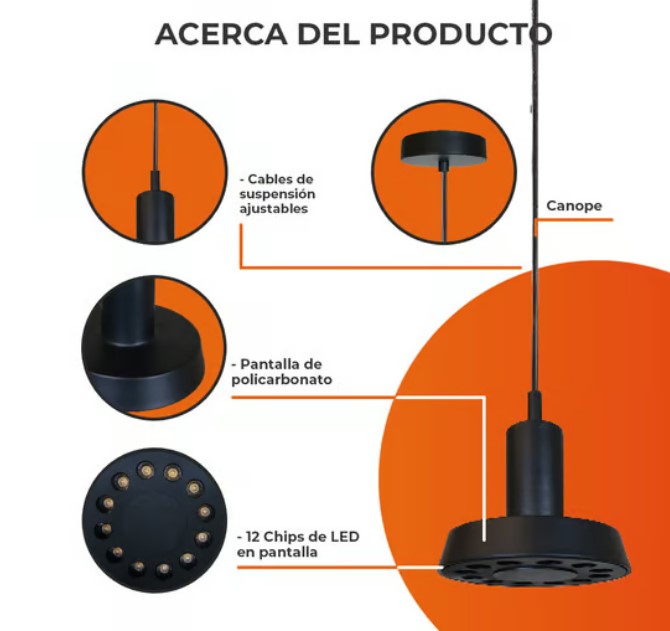 ACERCA DEL PRODUCTO
- Cables de
suspensión
ajustables
Canope
- Pantalla de
policarbonato
- 12 Chips de LED
en pantalla